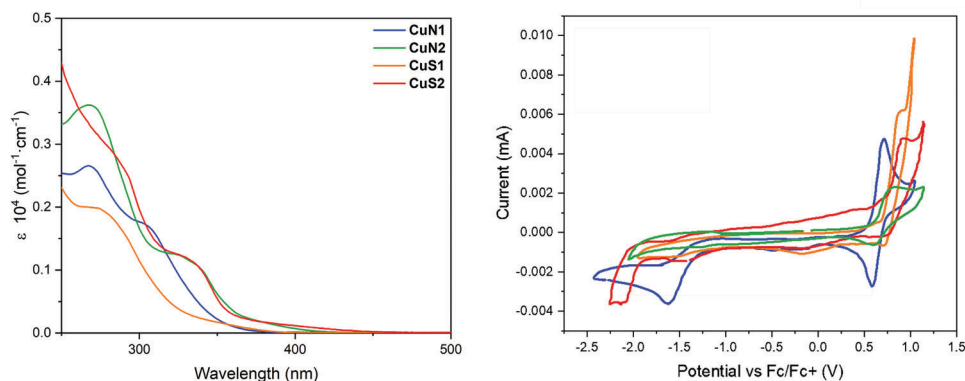 0.5
0.4
0.3
0.2
0.1
0.0
ε 10⁴ (mol⁻¹·cm⁻¹)
CuN1
CuN2
CuS1
CuS2
300
400
500
Wavelength (nm)
0.010
0.008
0.006
0.004
0.002
0.000
-0.002
-0.004
Current (mA)
-2.5 -2.0 -1.5 -1.0 -0.5 0.0 0.5 1.0 1.5
Potential vs Fc/Fc+ (V)